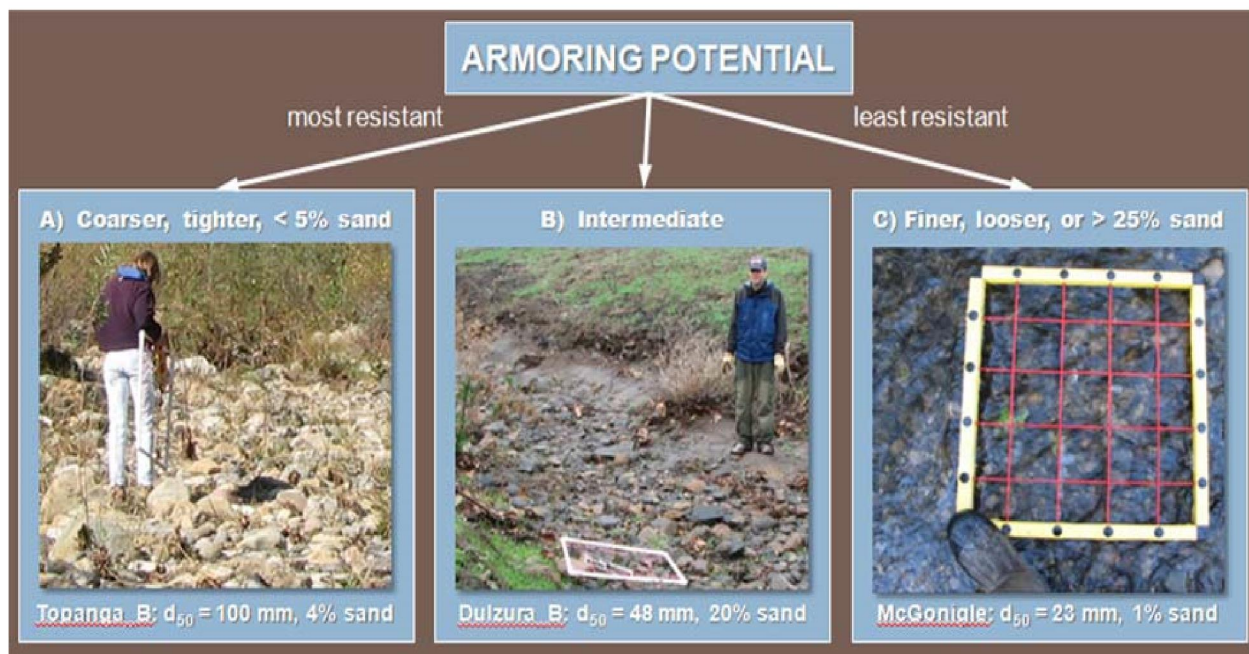 ARMORING POTENTIAL
most resistant
least resistant
A) Coarser, tighter, < 5% sand
B) Intermediate
C) Finer, looser, or > 25% sand
Topanga_B: d50 = 100 mm, 4% sand
Dulzura_B: d50 = 48 mm, 20% sand
McGonigle: d50 = 23 mm, 1% sand